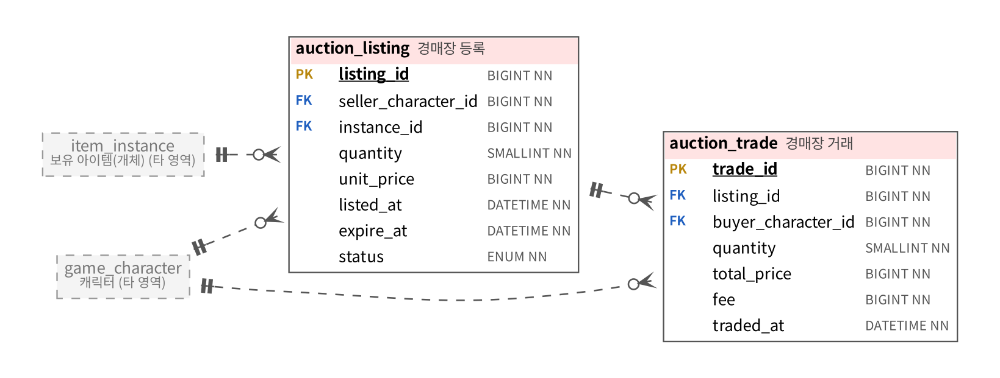 auction_listing 경매장 등록
PK listing_id BIGINT NN
FK seller_character_id BIGINT NN
FK instance_id BIGINT NN
quantity SMALLINT NN
unit_price BIGINT NN
listed_at DATETIME NN
expire_at DATETIME NN
status ENUM NN
item_instance
보유 아이템(개체) (타 영역)
game_character
캐릭터 (타 영역)
auction_trade 경매장 거래
PK trade_id BIGINT NN
FK listing_id BIGINT NN
FK buyer_character_id BIGINT NN
quantity SMALLINT NN
total_price BIGINT NN
fee BIGINT NN
traded_at DATETIME NN